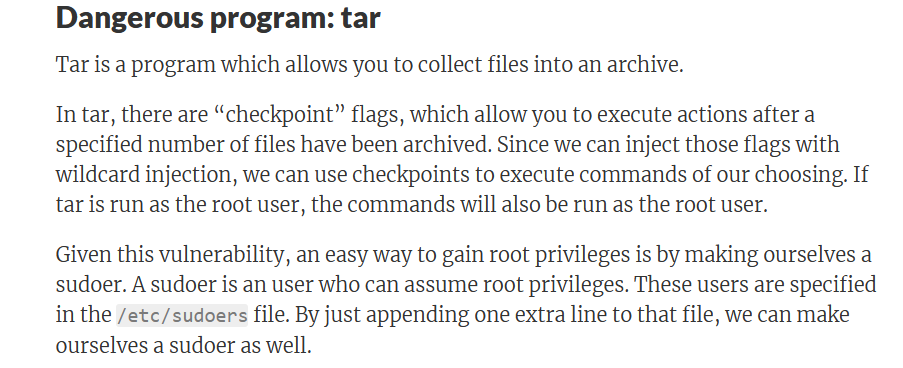 Dangerous program: tar
Tar is a program which allows you to collect files into an archive.
In tar, there are “checkpoint” flags, which allow you to execute actions after a
specified number of files have been archived. Since we can inject those flags with
wildcard injection, we can use checkpoints to execute commands of our choosing. If
tar is run as the root user, the commands will also be run as the root user.
Given this vulnerability, an easy way to gain root privileges is by making ourselves a
sudoer. A sudoer is an user who can assume root privileges. These users are specified
in the /etc/sudoers file. By just appending one extra line to that file, we can make
ourselves a sudoer as well.